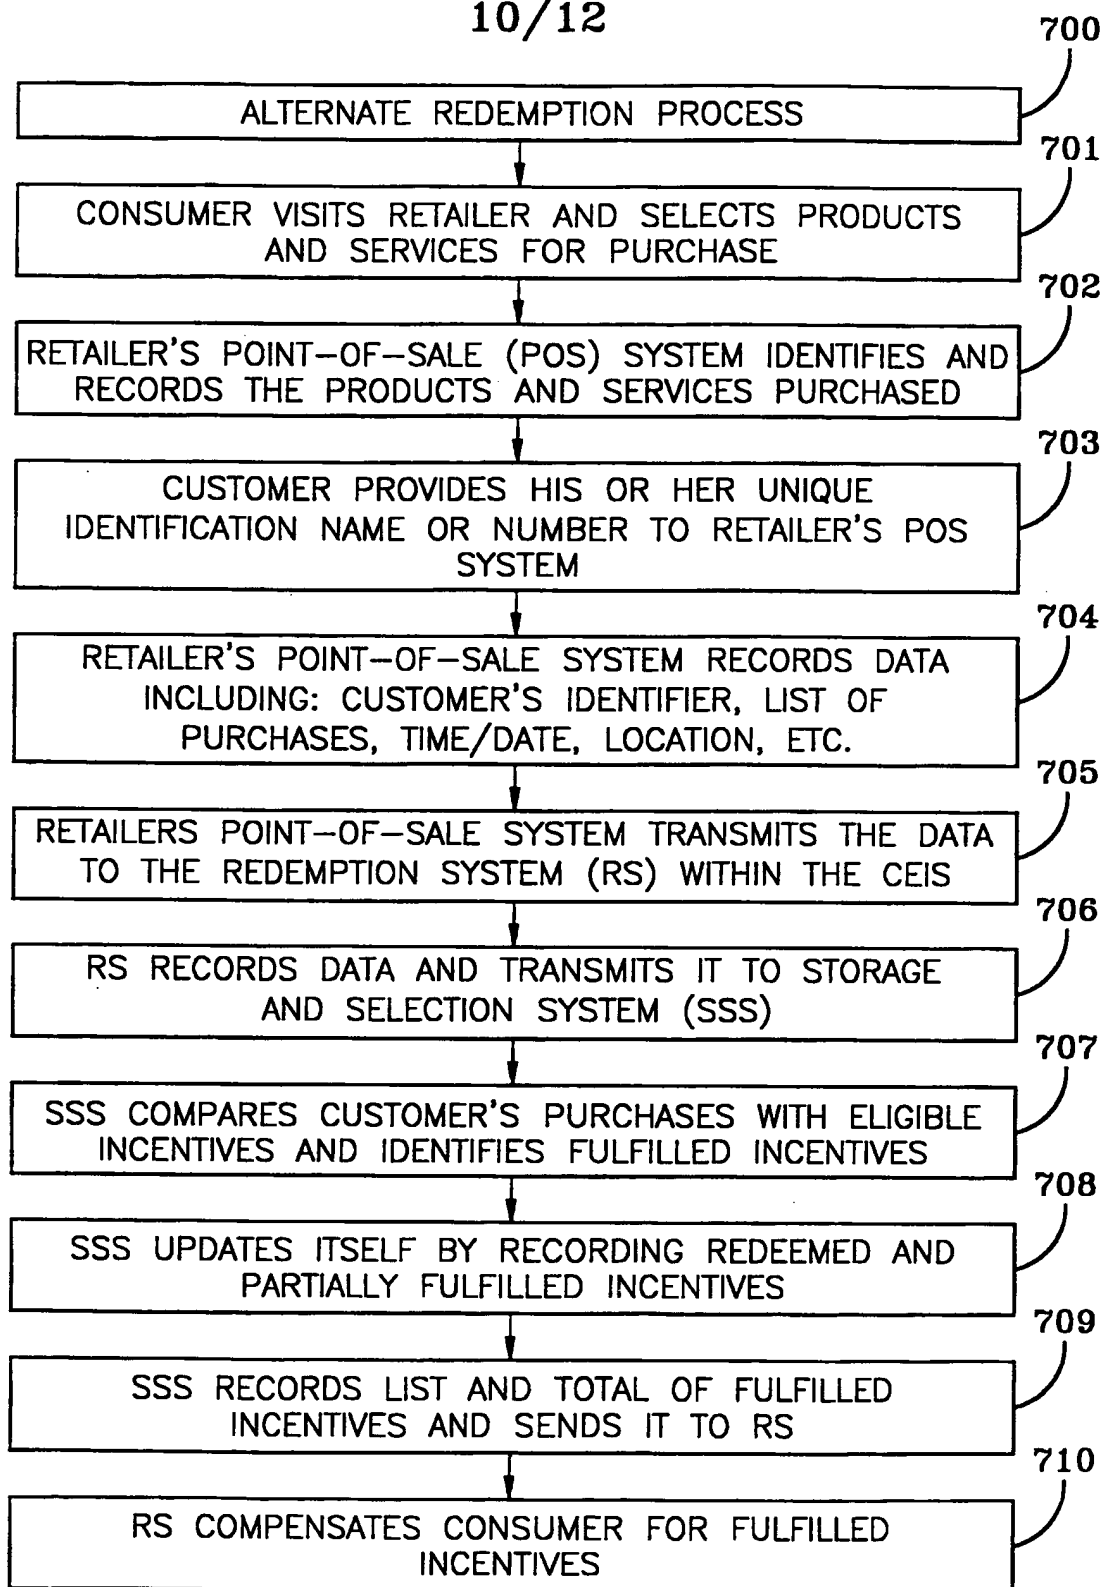 10/12
700
ALTERNATE REDEMPTION PROCESS
701
CONSUMER VISITS RETAILER AND SELECTS PRODUCTS
AND SERVICES FOR PURCHASE
702
RETAILER'S POINT-OF-SALE (POS) SYSTEM IDENTIFIES AND
RECORDS THE PRODUCTS AND SERVICES PURCHASED
703
CUSTOMER PROVIDES HIS OR HER UNIQUE
IDENTIFICATION NAME OR NUMBER TO RETAILER'S POS
SYSTEM
704
RETAILER'S POINT-OF-SALE SYSTEM RECORDS DATA
INCLUDING: CUSTOMER'S IDENTIFIER, LIST OF
PURCHASES, TIME/DATE, LOCATION, ETC.
705
RETAILERS POINT-OF-SALE SYSTEM TRANSMITS THE DATA
TO THE REDEMPTION SYSTEM (RS) WITHIN THE CEIS
706
RS RECORDS DATA AND TRANSMITS IT TO STORAGE
AND SELECTION SYSTEM (SSS)
707
SSS COMPARES CUSTOMER'S PURCHASES WITH ELIGIBLE
INCENTIVES AND IDENTIFIES FULFILLED INCENTIVES
708
SSS UPDATES ITSELF BY RECORDING REDEEMED AND
PARTIALLY FULFILLED INCENTIVES
709
SSS RECORDS LIST AND TOTAL OF FULFILLED
INCENTIVES AND SENDS IT TO RS
710
RS COMPENSATES CONSUMER FOR FULFILLED
INCENTIVES